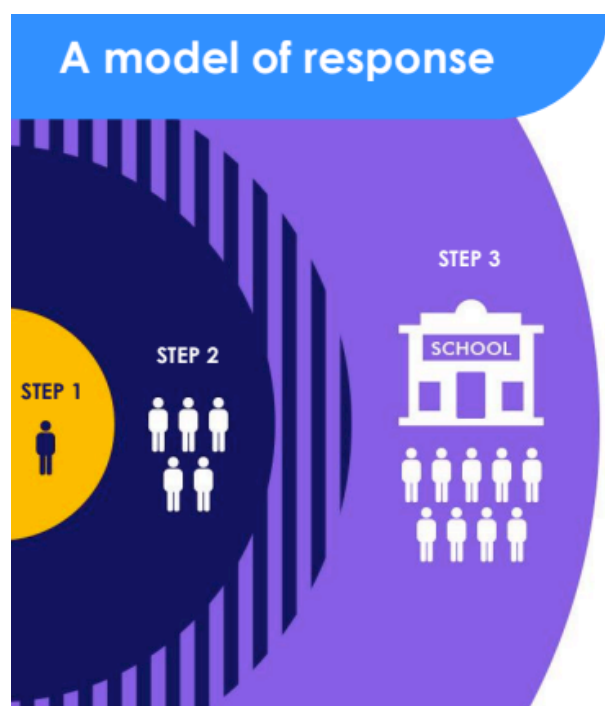 A model of response
STEP 3
SCHOOL
STEP 2
STEP 1